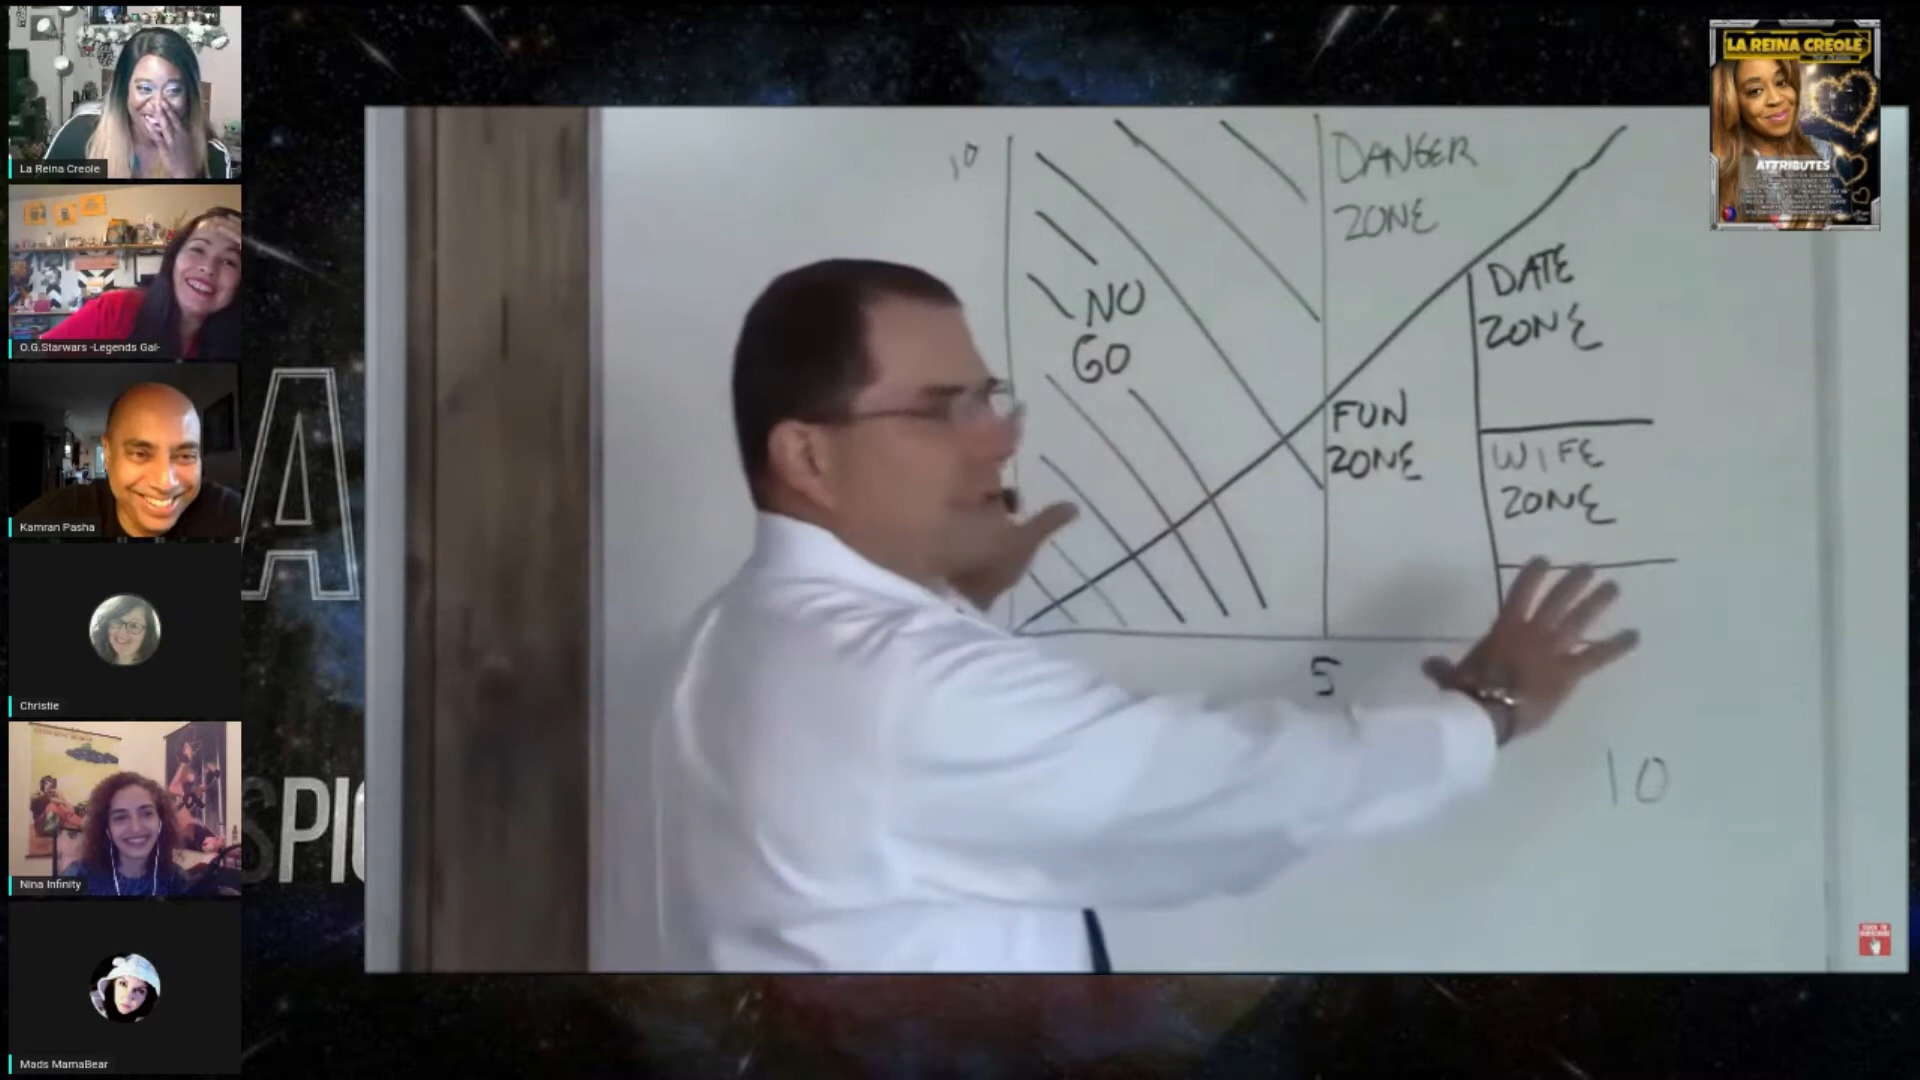 La Reina Creole
O.G.Starwars -Legends Gal-
Kamran Pasha
Christie
Nina Infinity
Mads MamaBear
A
SPI
10
DANGER
ZONE
NO
GO
DATE
ZONE
FUN
ZONE
WIFE
ZONE
5
10
LA REINA CREOLE
ATTRIBUTES